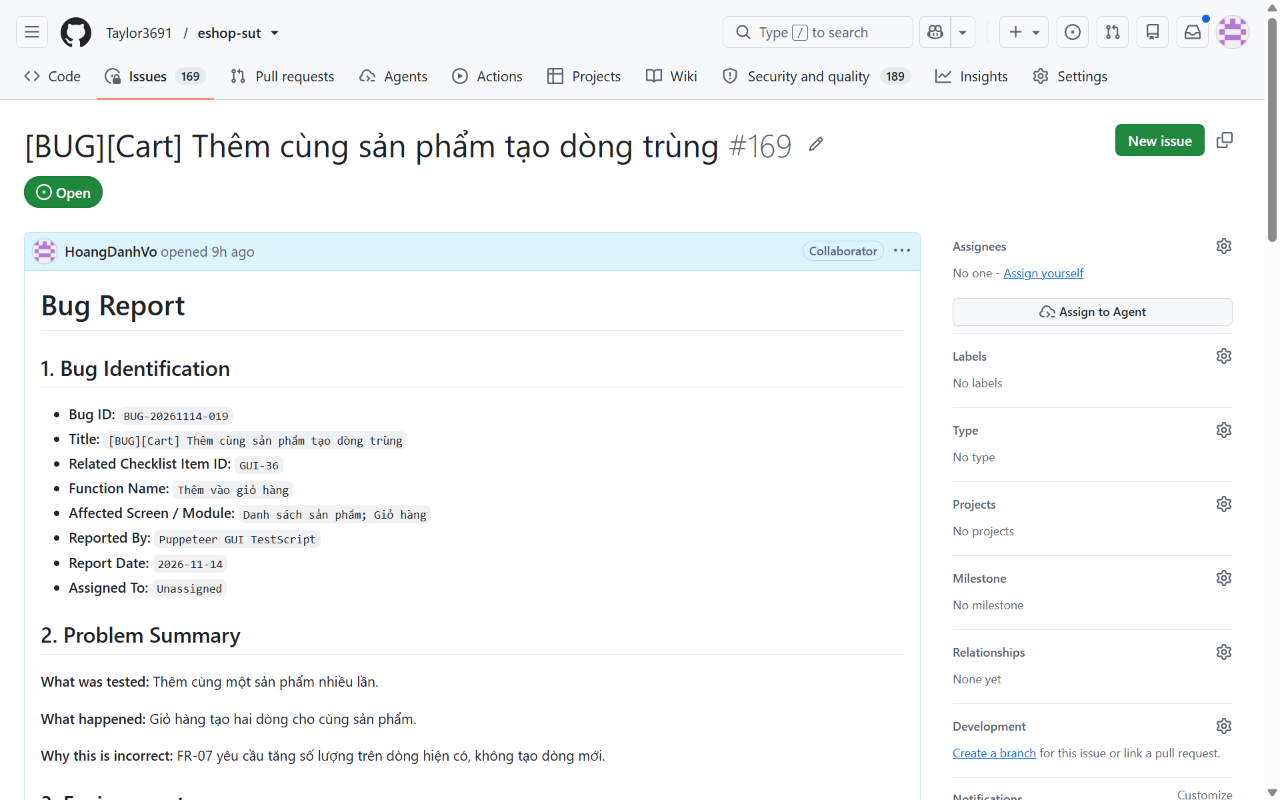 Taylor3691 / eshop-sut
Type / to search
Code
Issues 169
Pull requests
Agents
Actions
Projects
Wiki
Security and quality 189
Insights
Settings
[BUG][Cart] Thêm cùng sản phẩm tạo dòng trùng #169
New issue
Open
HoangDanhVo opened 9h ago
Collaborator
Bug Report
1. Bug Identification
Bug ID: BUG-20261114-019
Title: [BUG][Cart] Thêm cùng sản phẩm tạo dòng trùng
Related Checklist Item ID: GUI-36
Function Name: Thêm vào giỏ hàng
Affected Screen / Module: Danh sách sản phẩm; Giỏ hàng
Reported By: Puppeteer GUI TestScript
Report Date: 2026-11-14
Assigned To: Unassigned
2. Problem Summary
What was tested: Thêm cùng một sản phẩm nhiều lần.
What happened: Giỏ hàng tạo hai dòng cho cùng sản phẩm.
Why this is incorrect: FR-07 yêu cầu tăng số lượng trên dòng hiện có, không tạo dòng mới.
Assignees
No one - Assign yourself
Assign to Agent
Labels
No labels
Type
No type
Projects
No projects
Milestone
No milestone
Relationships
None yet
Development
Create a branch for this issue or link a pull request.
Notifications
Customize